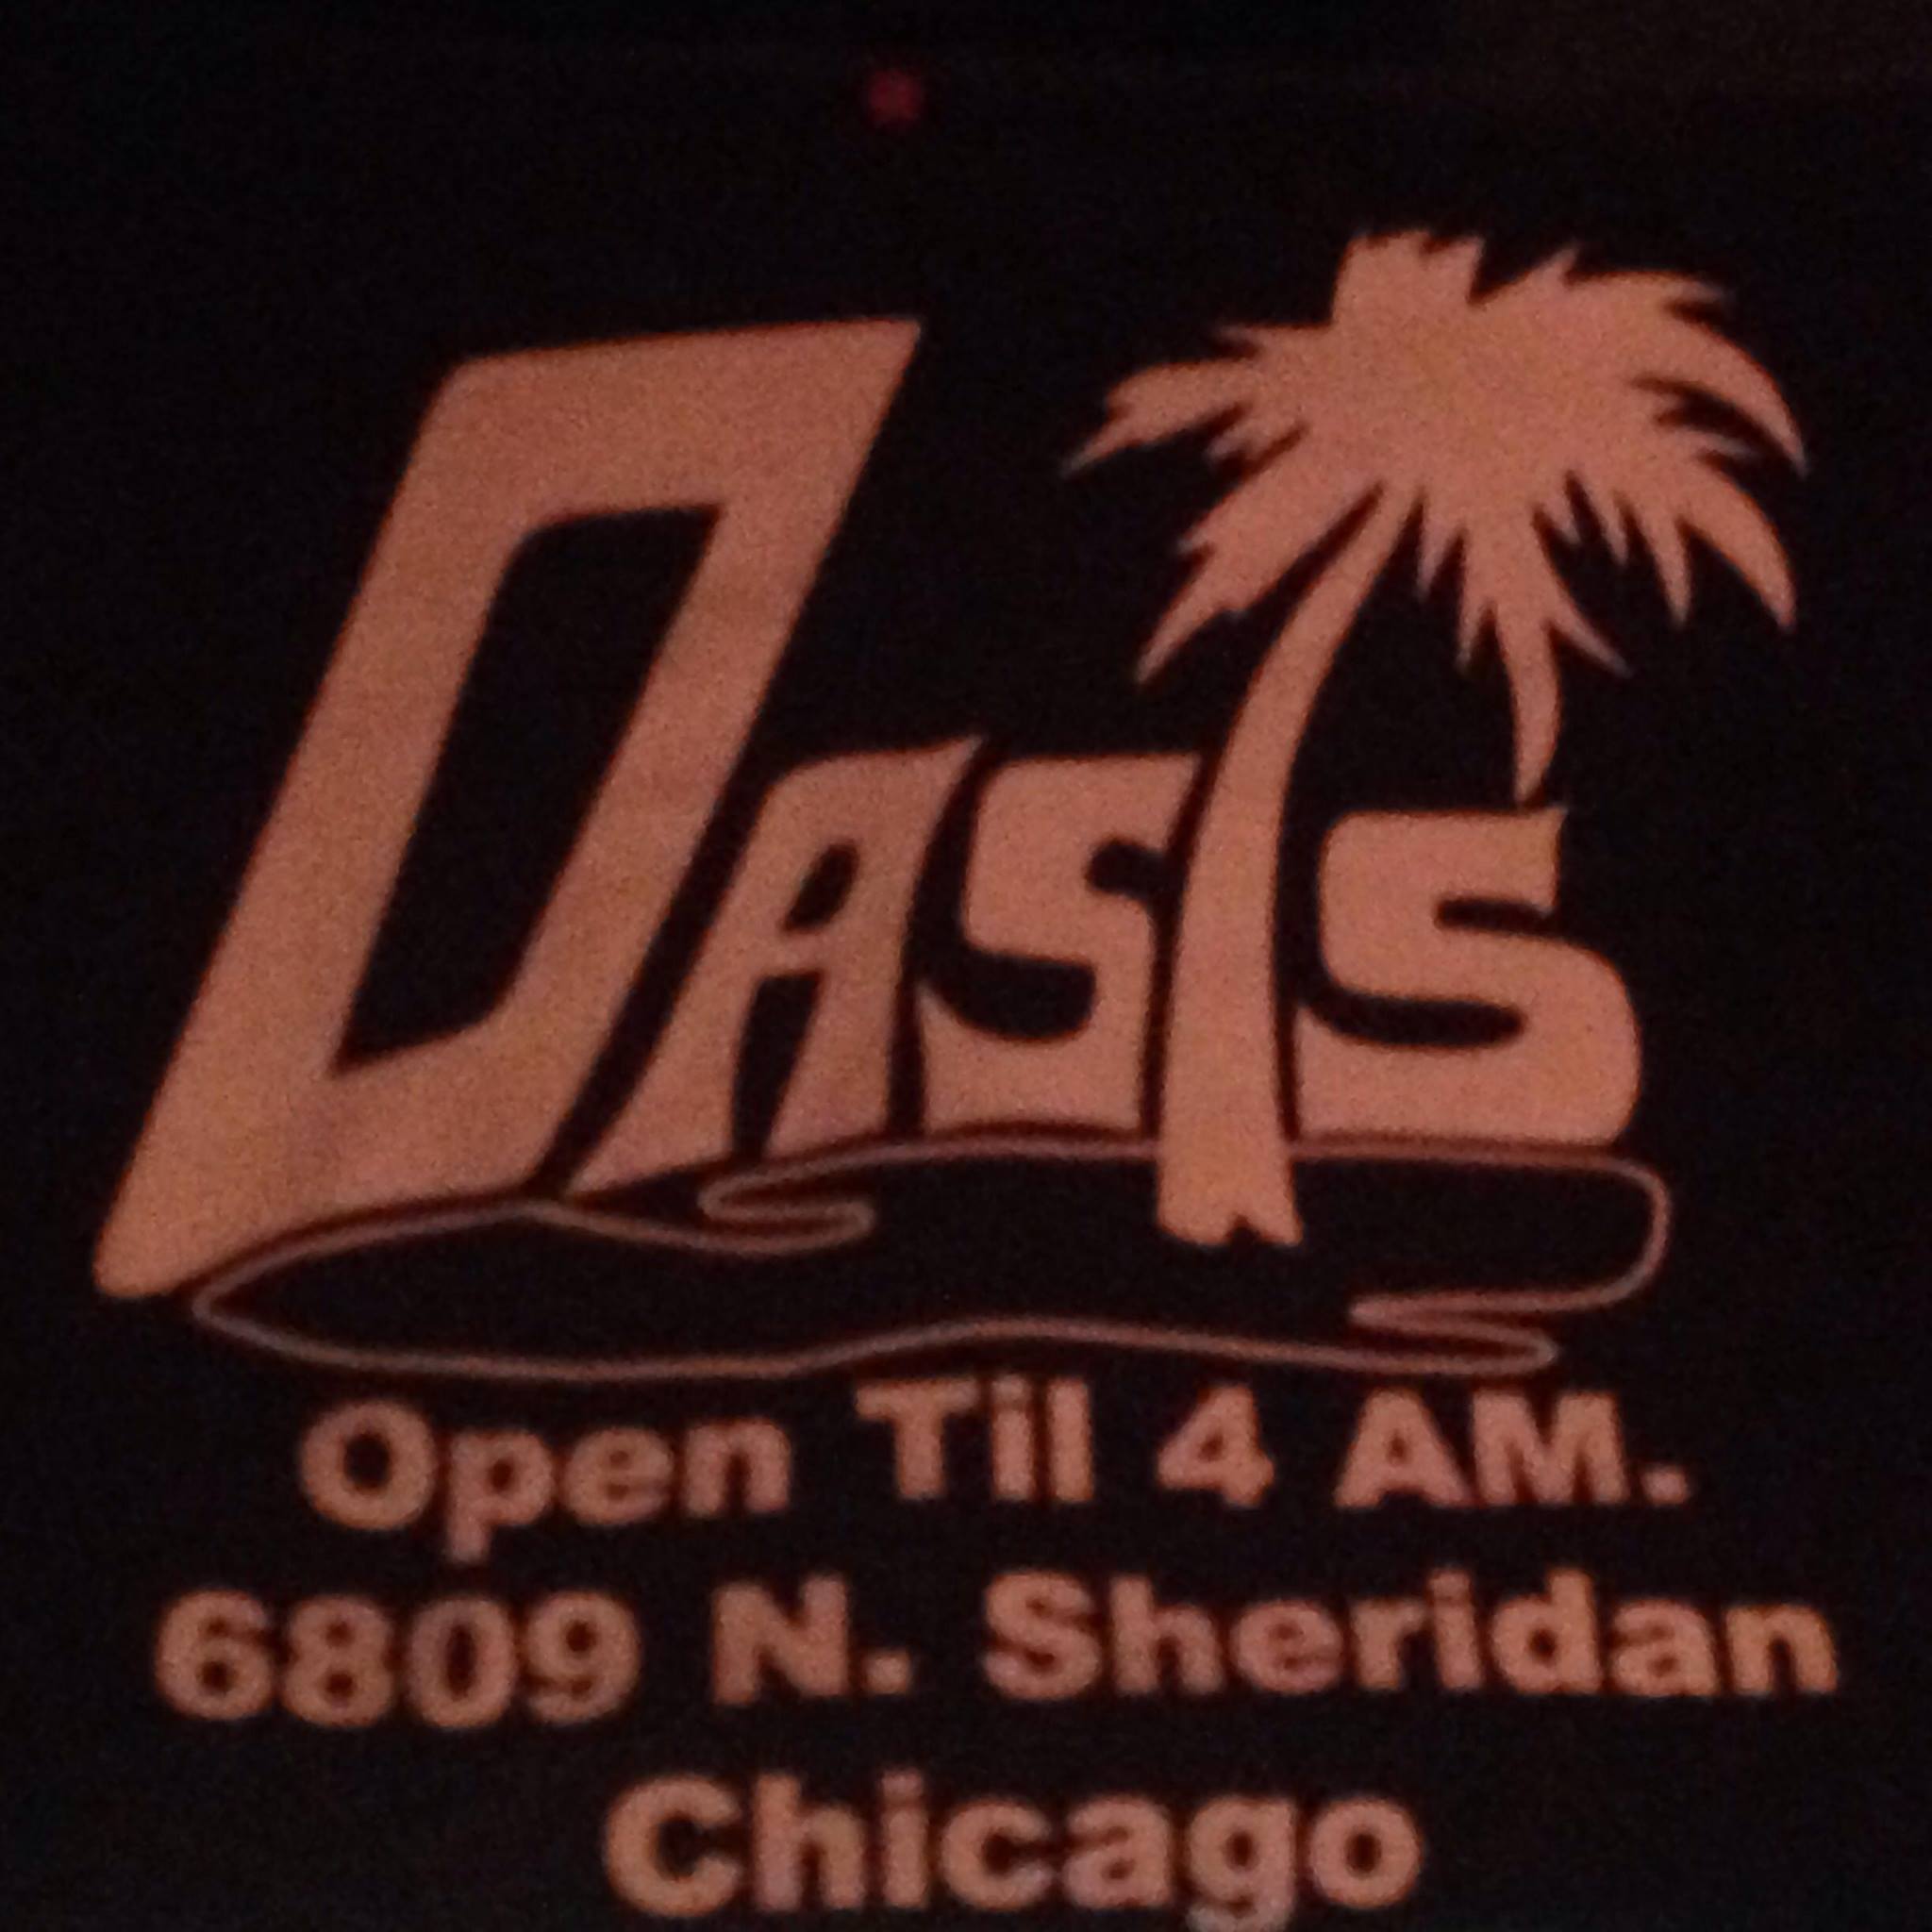 OASIS
Open Til 4 AM.
6809 N. Sheridan
Chicago